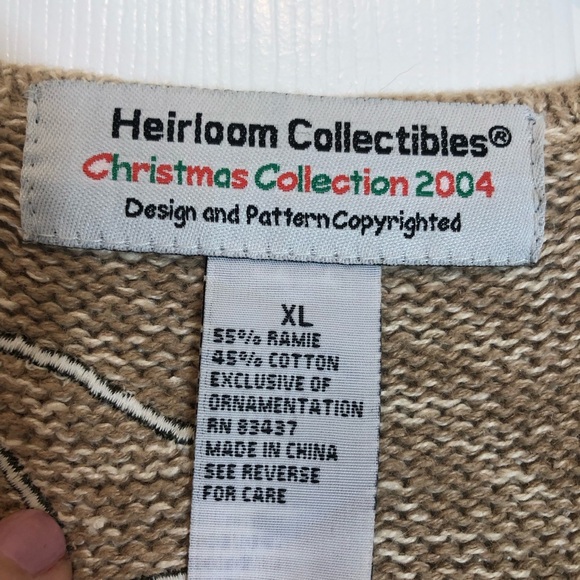 Heirloom Collectibles®
Christmas Collection 2004
Design and Pattern Copyrighted
XL
55% RAMIE
45% COTTON
EXCLUSIVE OF
ORNAMENTATION
RN 83437
MADE IN CHINA
SEE REVERSE
FOR CARE